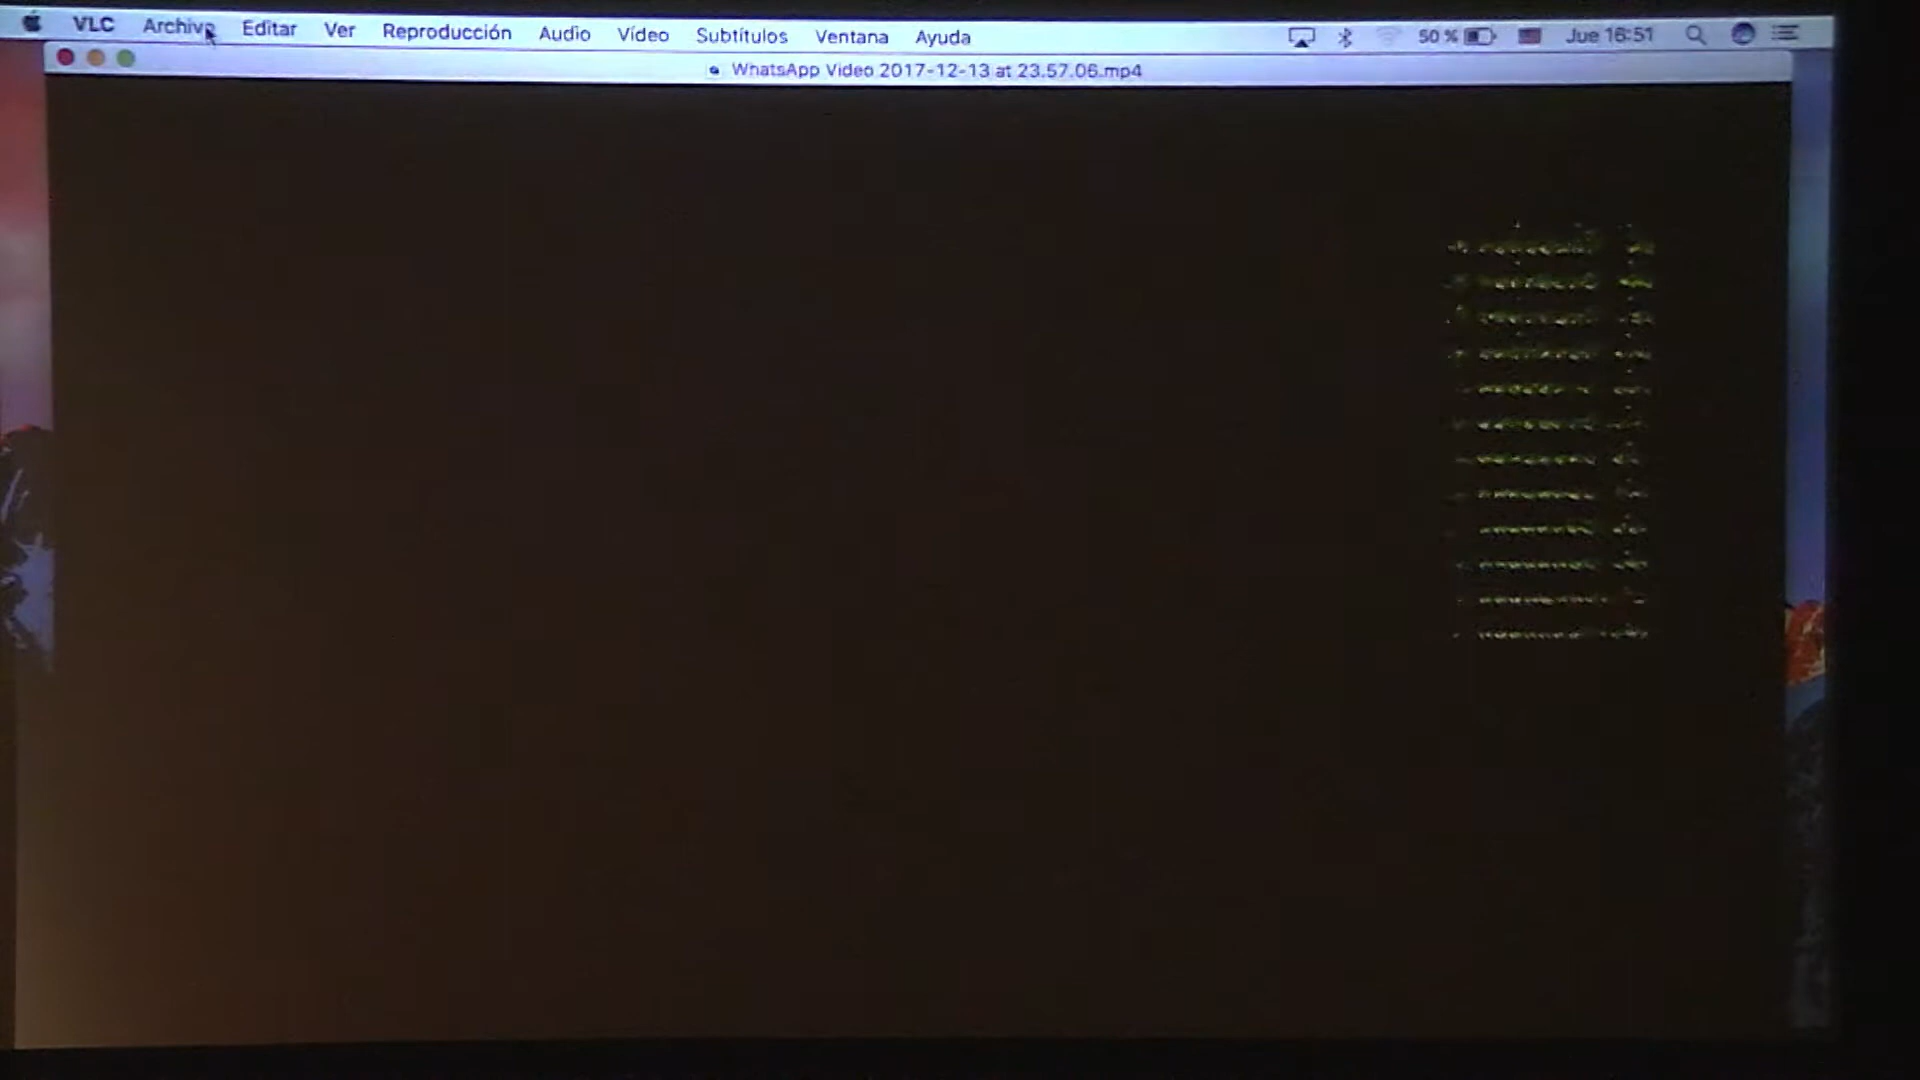 VLC Archivo Editar Ver Reproducción Audio Vídeo Subtítulos Ventana Ayuda 50 % Jue 16:51
WhatsApp Video 2017-12-13 at 23.57.06.mp4